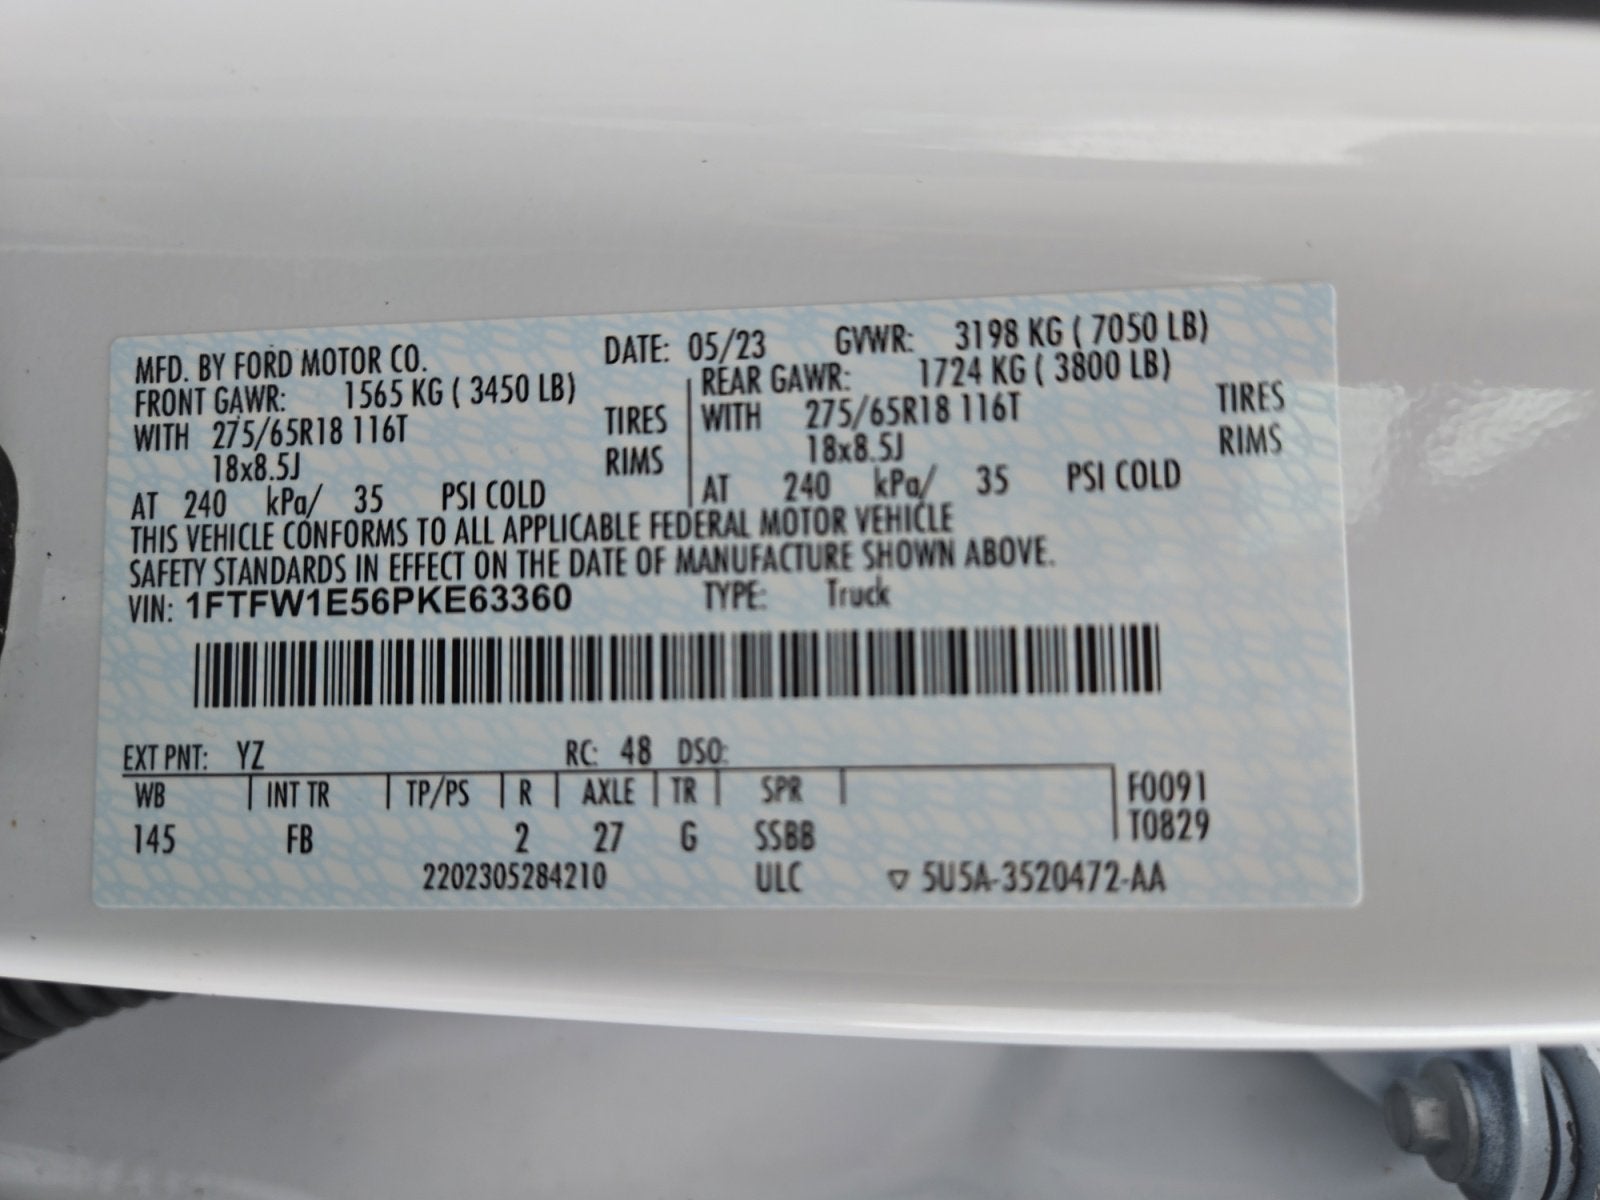 MFD. BY FORD MOTOR CO. DATE: 05/23 GVWR: 3198 KG ( 7050 LB)
FRONT GAWR: 1565 KG ( 3450 LB) REAR GAWR: 1724 KG ( 3800 LB)
WITH 275/65R18 116T TIRES WITH 275/65R18 116T TIRES
18x8.5J RIMS 18x8.5J RIMS
AT 240 kPa/ 35 PSI COLD AT 240 kPa/ 35 PSI COLD
THIS VEHICLE CONFORMS TO ALL APPLICABLE FEDERAL MOTOR VEHICLE
SAFETY STANDARDS IN EFFECT ON THE DATE OF MANUFACTURE SHOWN ABOVE.
VIN: 1FTFW1E56PKE63360 TYPE: Truck
EXT PNT: YZ RC: 48 DSO:
WB INT TR TP/PS R AXLE TR SPR F0091
145 FB 2 27 G SSBB T0829
2202305284210 ULC ▽ 5U5A-3520472-AA